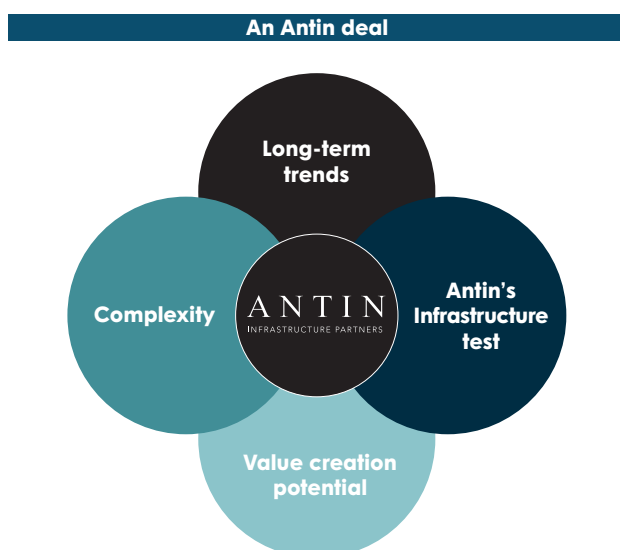 An Antin deal
Long-term
trends
Complexity
ANTIN
INFRASTRUCTURE PARTNERS
Antin's
Infrastructure
test
Value creation
potential